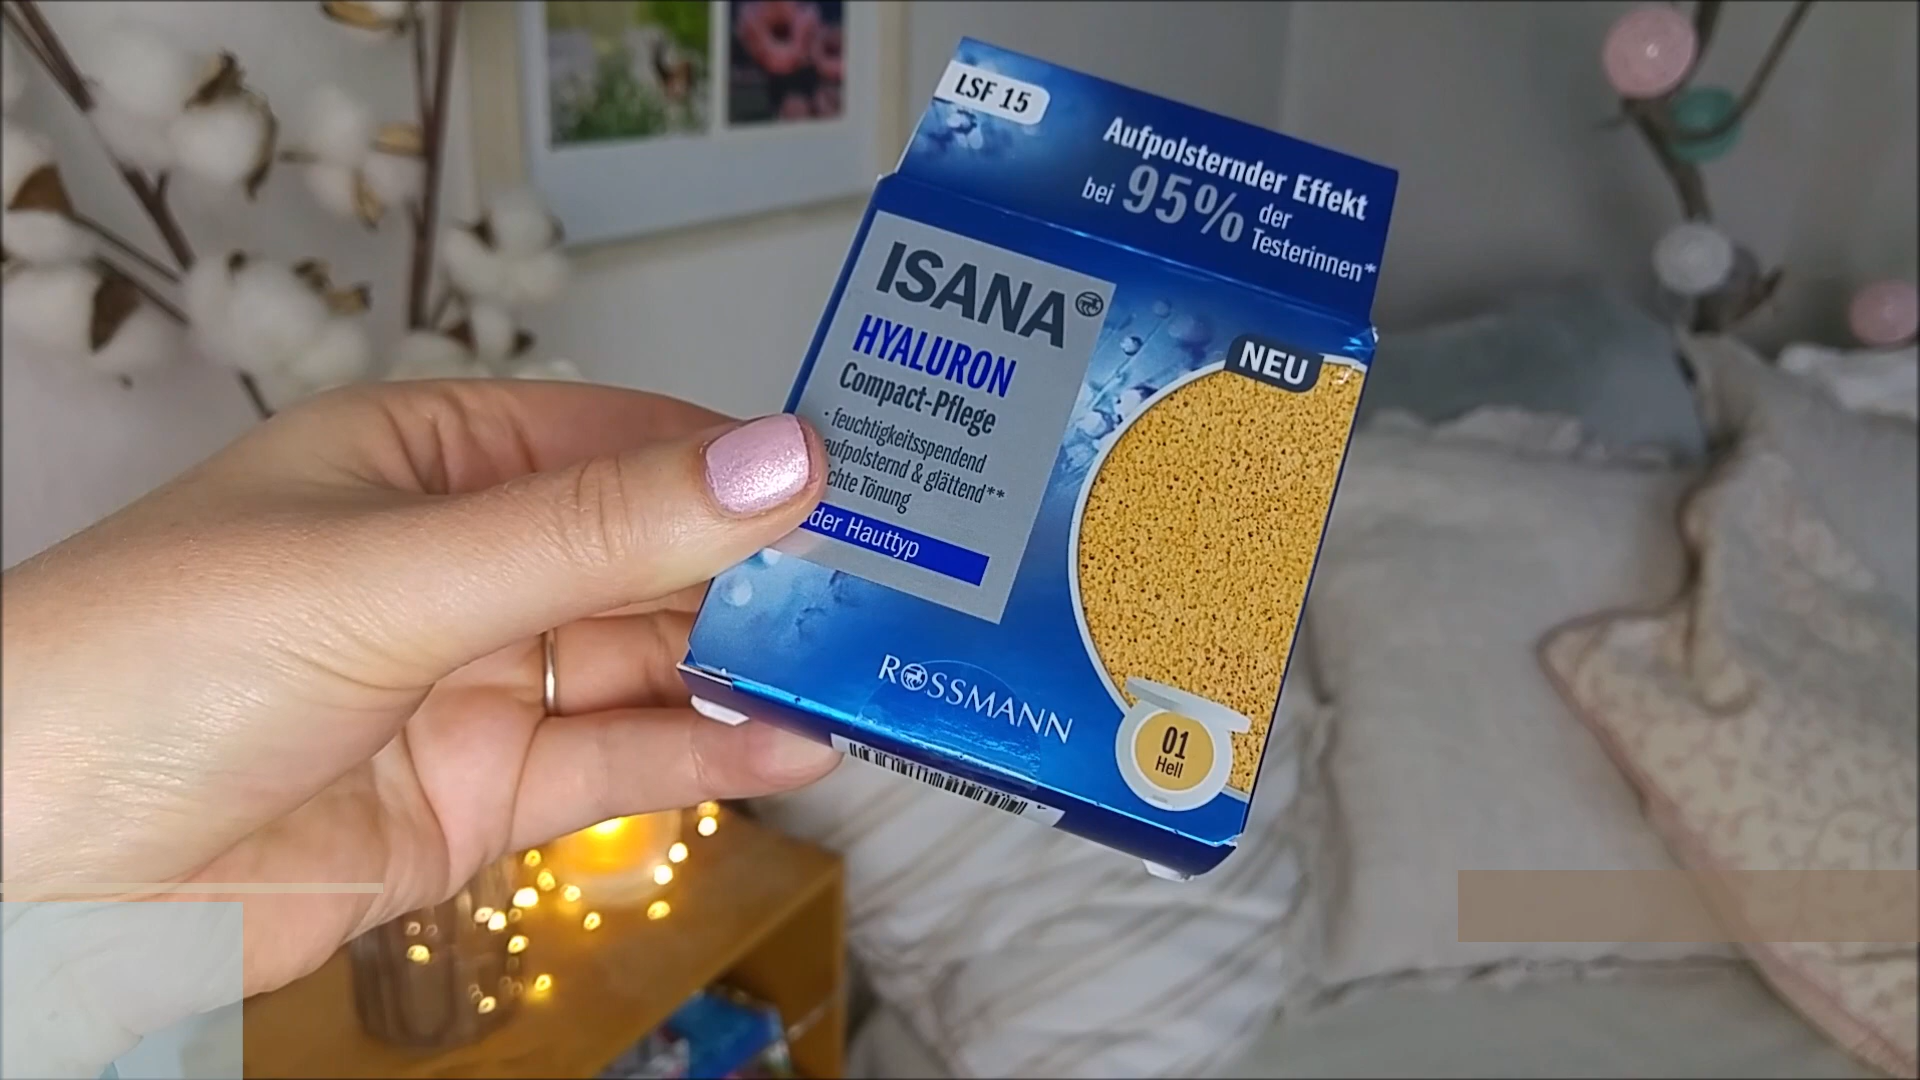 LSF 15
Aufpolsternder Effekt
bei 95% der
Testerinnen*
ISANA
HYALURON
Compact-Pflege
· feuchtigkeitsspendend
aufpolsternd & glättend**
Tönung
Hauttyp
NEU
ROSSMANN
01
Hell